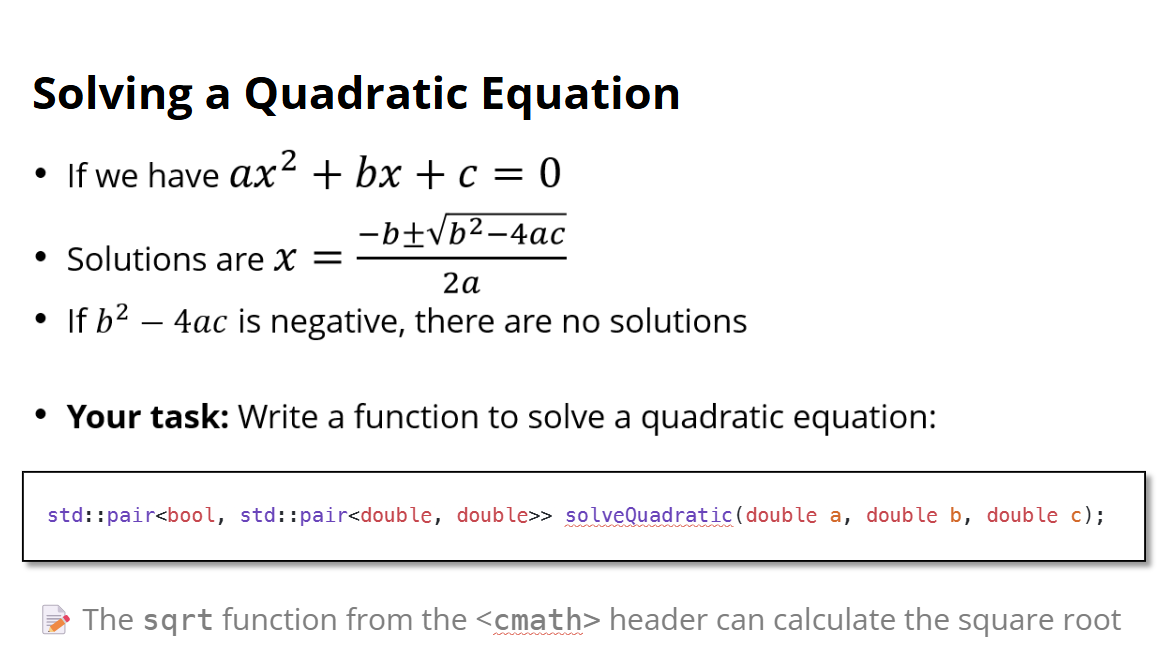 Solving a Quadratic Equation
• If we have ax² + bx + c = 0
• Solutions are x = (−b±√(b²−4ac))/(2a)
• If b² − 4ac is negative, there are no solutions
• Your task: Write a function to solve a quadratic equation:
std::pair<bool, std::pair<double, double>> solveQuadratic(double a, double b, double c);
📝 The sqrt function from the <cmath> header can calculate the square root